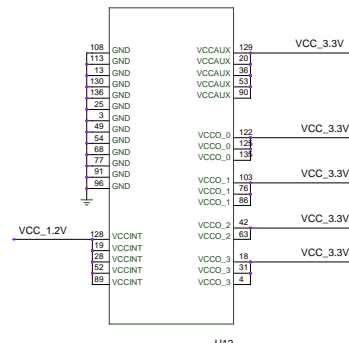 108 GND VCCAUX 129 VCC_3.3V
113 GND VCCAUX 20
13 GND VCCAUX 36
130 GND VCCAUX 53
136 GND VCCAUX 90
25 GND
3 GND
49 GND VCCO_0 122 VCC_3.3V
54 GND VCCO_0 125
68 GND VCCO_0 135
77 GND
91 GND VCCO_1 103 VCC_3.3V
96 GND VCCO_1 76
VCCO_1 86
VCCO_2 42 VCC_3.3V
VCC_1.2V 128 VCCINT VCCO_2 63
19 VCCINT
28 VCCINT VCCO_3 18 VCC_3.3V
52 VCCINT VCCO_3 31
89 VCCINT VCCO_3 4